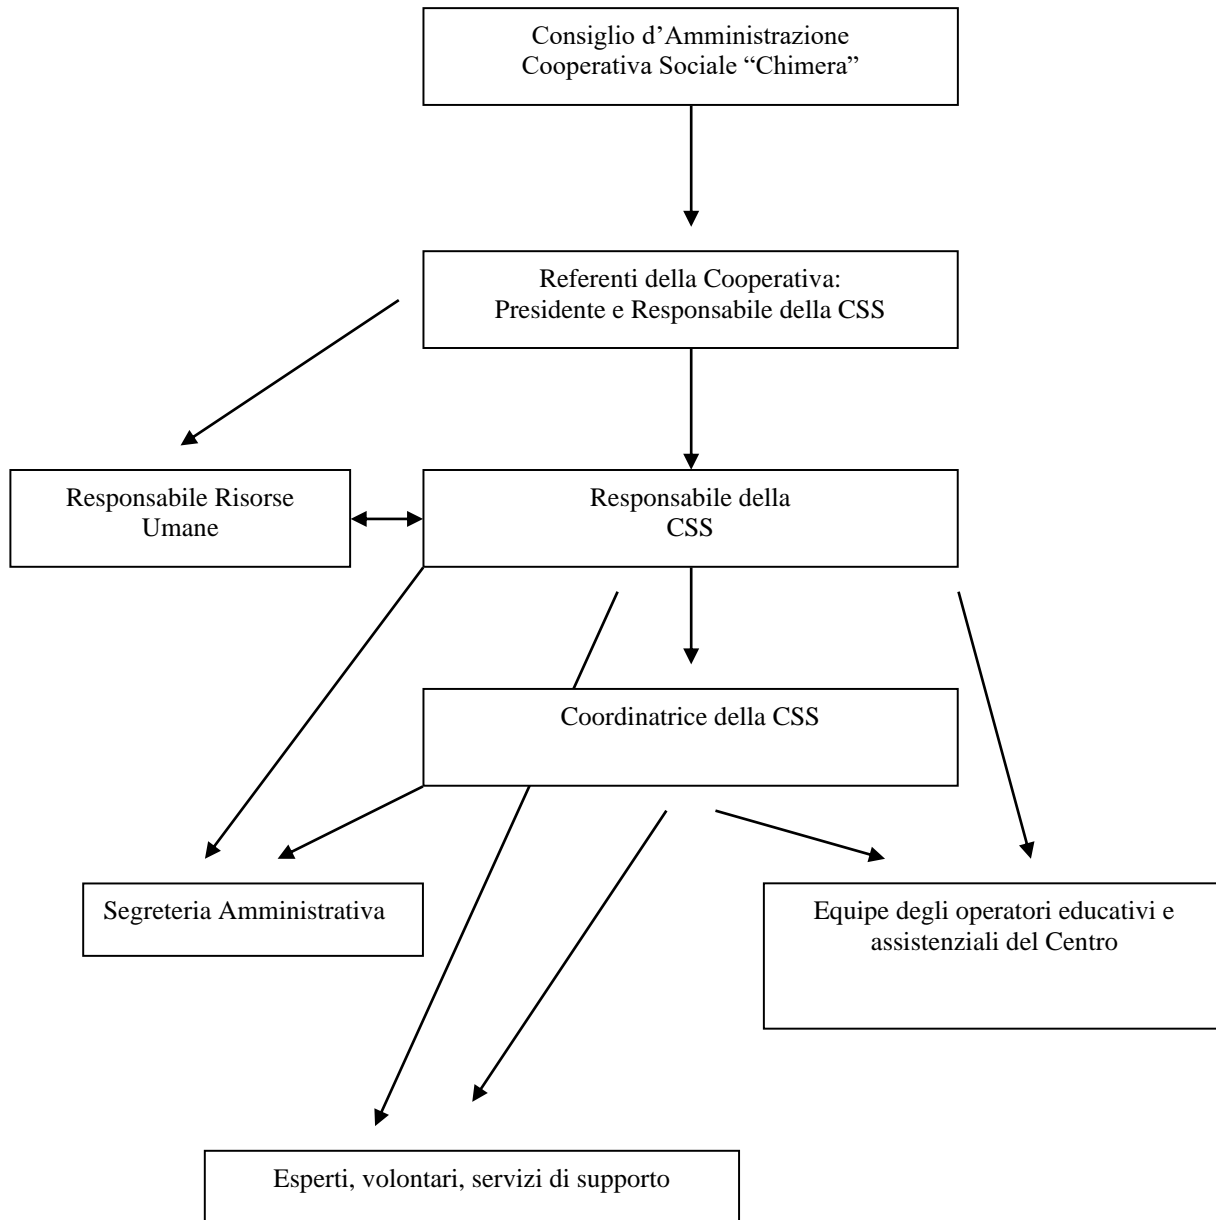 Consiglio d’Amministrazione
Cooperativa Sociale “Chimera”
Referenti della Cooperativa:
Presidente e Responsabile della CSS
Responsabile Risorse
Umane
Responsabile della
CSS
Coordinatrice della CSS
Segreteria Amministrativa
Equipe degli operatori educativi e
assistenziali del Centro
Esperti, volontari, servizi di supporto